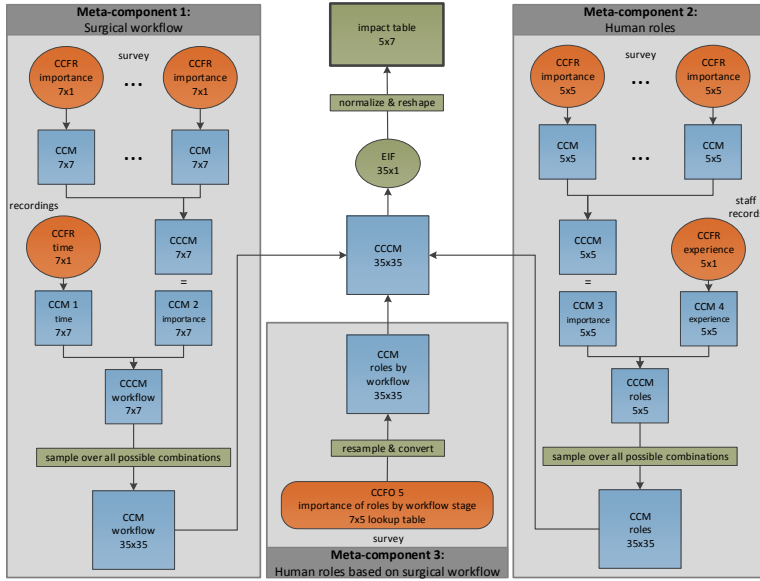 Meta-component 1:
Surgical workflow
survey
CCFR
importance
7x1
...
CCFR
importance
7x1
CCM
7x7
...
CCM
7x7
recordings
CCFR
time
7x1
CCCM
7x7
=
CCM 1
time
7x7
CCM 2
importance
7x7
CCCM
workflow
7x7
sample over all possible combinations
CCM
workflow
35x35
impact table
5x7
normalize & reshape
EIF
35x1
CCCM
35x35
CCM
roles by
workflow
35x35
resample & convert
CCFO 5
importance of roles by workflow stage
7x5 lookup table
survey
Meta-component 3:
Human roles based on surgical workflow
Meta-component 2:
Human roles
survey
CCFR
importance
5x5
...
CCFR
importance
5x5
CCM
5x5
...
CCM
5x5
staff
records
CCCM
5x5
CCFR
experience
5x1
=
CCM 3
importance
5x5
CCM 4
experience
5x5
CCCM
roles
5x5
sample over all possible combinations
CCM
roles
35x35